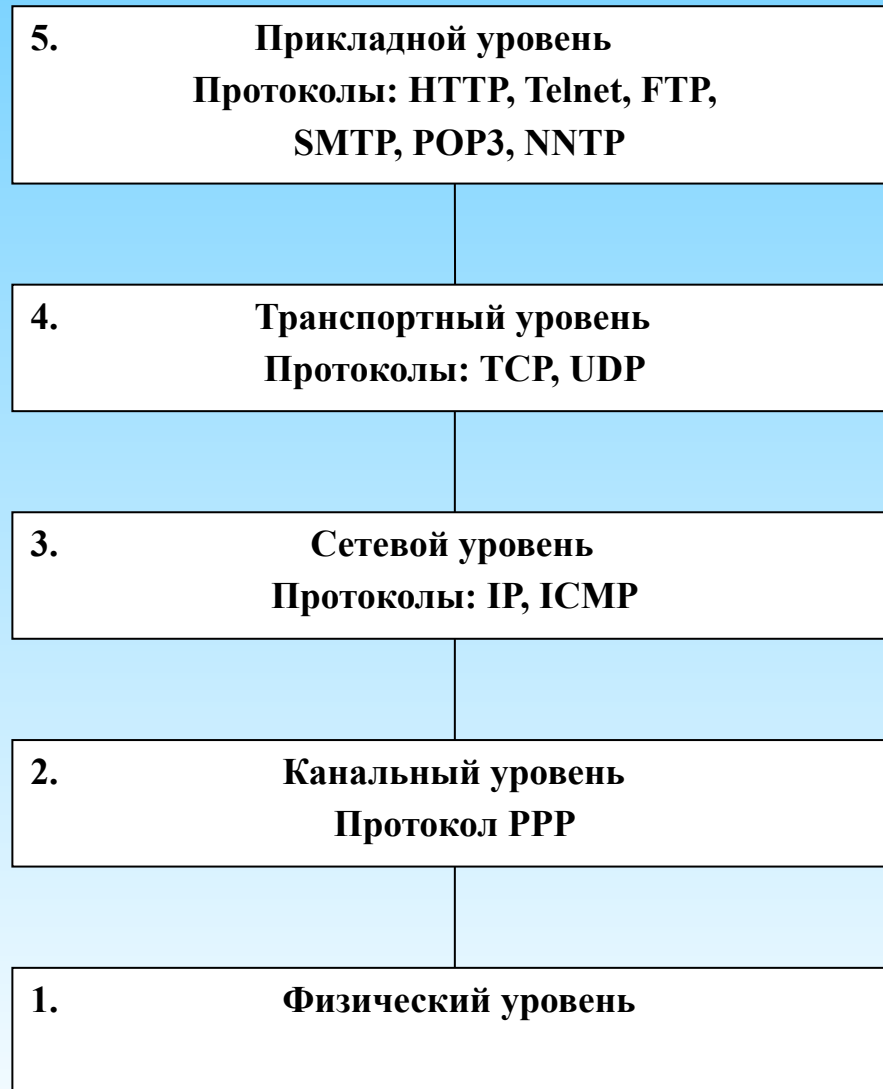 5. Прикладной уровень
Протоколы: HTTP, Telnet, FTP,
SMTP, POP3, NNTP
4. Транспортный уровень
Протоколы: TCP, UDP
3. Сетевой уровень
Протоколы: IP, ICMP
2. Канальный уровень
Протокол PPP
1. Физический уровень